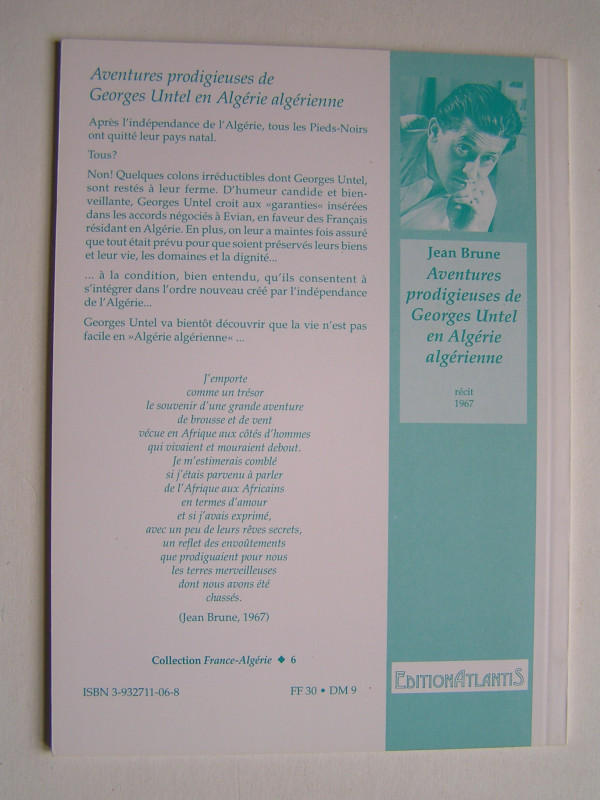 Aventures prodigieuses de
Georges Untel en Algérie algérienne
Après l'indépendance de l'Algérie, tous les Pieds-Noirs
ont quitté leur pays natal.
Tous?
Non! Quelques colons irréductibles dont Georges Untel,
sont restés à leur ferme. D'humeur candide et bien-
veillante, Georges Untel croit aux »garanties« insérées
dans les accords négociés à Evian, en faveur des Français
résidant en Algérie. En plus, on leur a maintes fois assuré
que tout était prévu pour que soient préservés leurs biens
et leur vie, les domaines et la dignité...
... à la condition, bien entendu, qu'ils consentent à
s'intégrer dans l'ordre nouveau créé par l'indépendance
de l'Algérie...
Georges Untel va bientôt découvrir que la vie n'est pas
facile en »Algérie algérienne« ...
J'emporte
comme un trésor
le souvenir d'une grande aventure
de brousse et de vent
vécue en Afrique aux côtés d'hommes
qui vivaient et mouraient debout.
Je m'estimerais comblé
si j'étais parvenu à parler
de l'Afrique aux Africains
en termes d'amour
et si j'avais exprimé,
avec un peu de leurs rêves secrets,
un reflet des envoûtements
que prodiguaient pour nous
les terres merveilleuses
dont nous avons été
chassés.
(Jean Brune, 1967)
Collection France-Algérie ◆ 6
ISBN 3-932711-06-8 FF 30 • DM 9
Jean Brune
Aventures
prodigieuses de
Georges Untel
en Algérie
algérienne
récit
1967
EDITION ATLANTIS